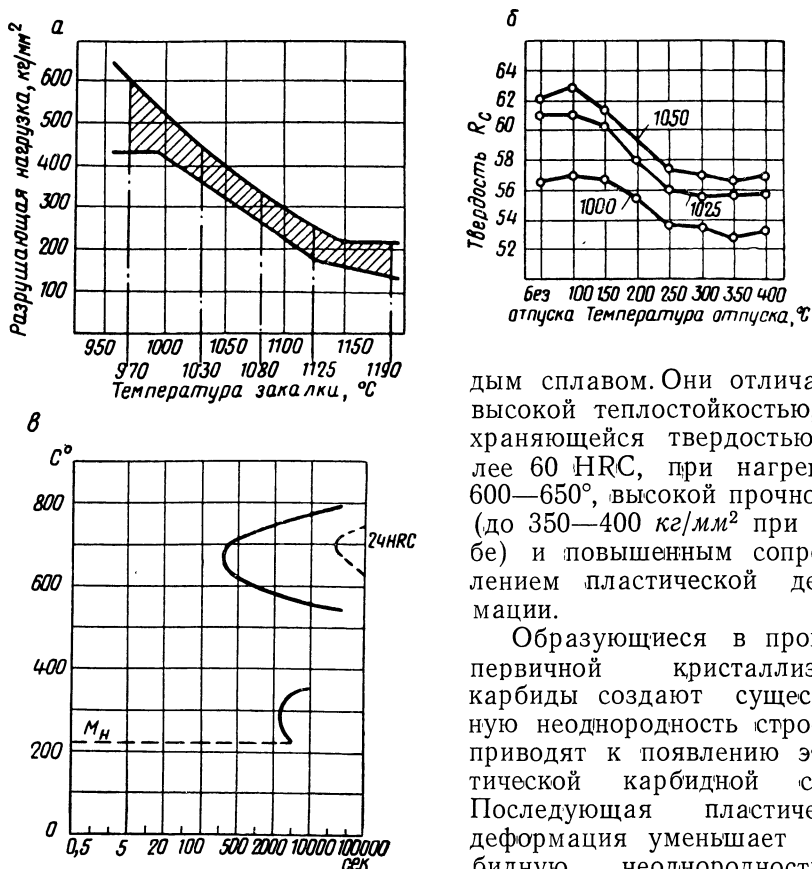 а
Разрушающая нагрузка, кг/мм²
600
500
400
300
200
100
950 1000 1050 1100 1150
970 1030 1080 1125 1190
Температура закалки, °С
б
Твердость Rc
64
62
60
58
56
54
52
1050
1000
1025
без 100 150 200 250 300 350 400
отпуска Температура отпуска, °С
в
С°
800
600
400
200
0
24HRC
Мн
0,5 5 20 100 500 2000 10000 100000
сек
дым сплавом. Они отлича
высокой теплостойкостью
храняющейся твердостью
лее 60 HRC, при нагре
600—650°, высокой прочно
(до 350—400 кг/мм² при
бе) и повышенным сопр
лением пластической де
мации.
Образующиеся в про
первичной кристаллиз
карбиды создают сущес
ную неоднородность стро
приводят к появлению э
тической карбидной с
Последующая пластиче
деформация уменьшает
бидную неоднородност